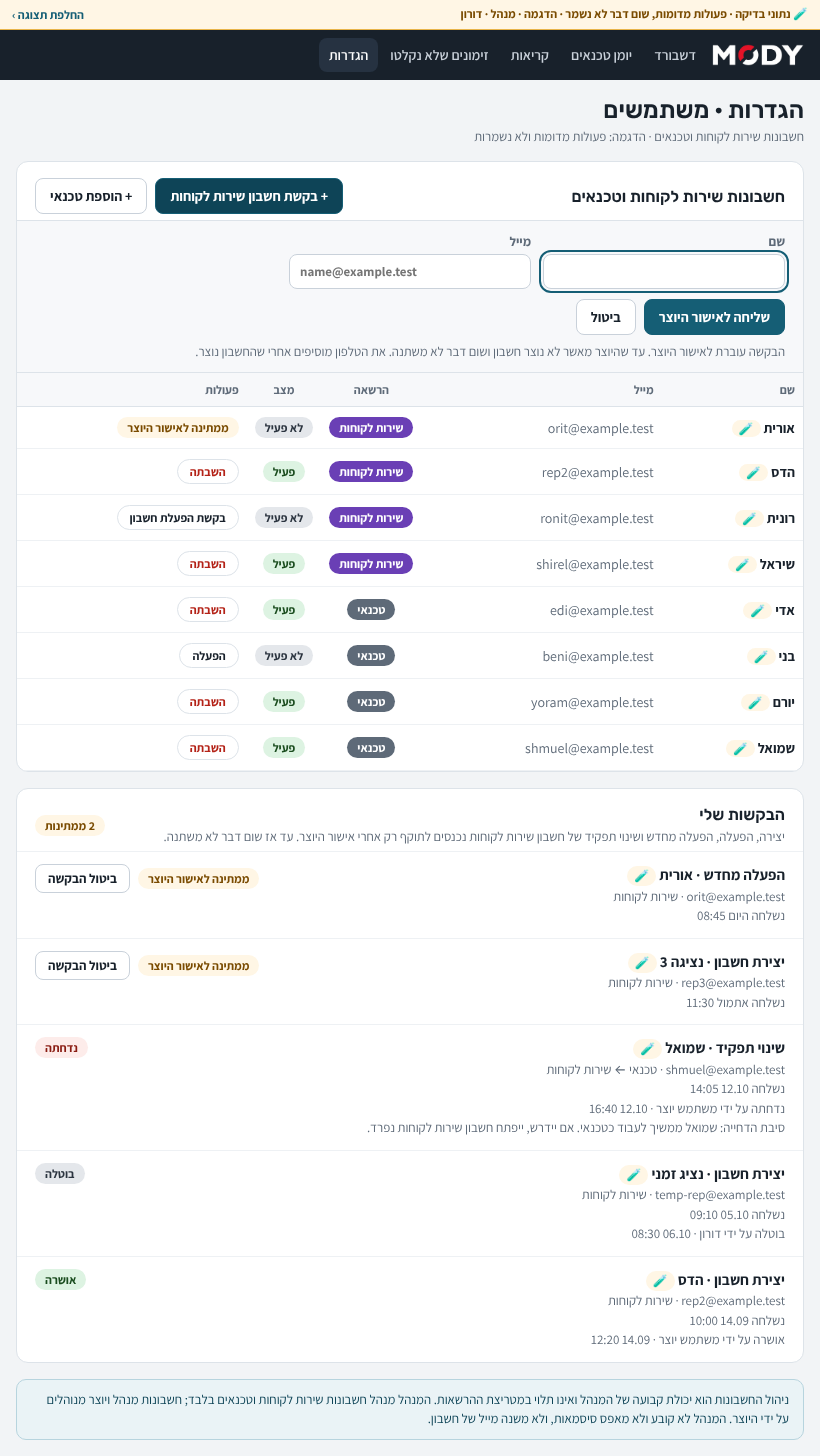 🧪 נתוני בדיקה · פעולות מדומות, שום דבר לא נשמר · הדגמה · מנהל · דורון
החלפת תצוגה ‹
MODY
דשבורד
יומן טכנאים
קריאות
זימונים שלא נקלטו
הגדרות
הגדרות • משתמשים
חשבונות שירות לקוחות וטכנאים · הדגמה: פעולות מדומות ולא נשמרות
חשבונות שירות לקוחות וטכנאים
+ בקשת חשבון שירות לקוחות
+ הוספת טכנאי
שם
מייל
name@example.test
שליחה לאישור היוצר
ביטול
הבקשה עוברת לאישור היוצר. עד שהיוצר מאשר לא נוצר חשבון ושום דבר לא משתנה. את הטלפון מוסיפים אחרי שהחשבון נוצר.
שם מייל הרשאה מצב פעולות
אורית 🧪 orit@example.test שירות לקוחות לא פעיל ממתינה לאישור היוצר
הדס 🧪 rep2@example.test שירות לקוחות פעיל השבתה
רונית 🧪 ronit@example.test שירות לקוחות לא פעיל בקשת הפעלת חשבון
שיראל 🧪 shirel@example.test שירות לקוחות פעיל השבתה
אדי 🧪 edi@example.test טכנאי פעיל השבתה
בני 🧪 beni@example.test טכנאי לא פעיל הפעלה
יורם 🧪 yoram@example.test טכנאי פעיל השבתה
שמואל 🧪 shmuel@example.test טכנאי פעיל השבתה
הבקשות שלי
2 ממתינות
יצירה, הפעלה, הפעלה מחדש ושינוי תפקיד של חשבון שירות לקוחות נכנסים לתוקף רק אחרי אישור היוצר. עד אז שום דבר לא משתנה.
הפעלה מחדש · אורית 🧪
ממתינה לאישור היוצר
ביטול הבקשה
orit@example.test · שירות לקוחות
נשלחה היום 08:45
יצירת חשבון · נציגה 3 🧪
ממתינה לאישור היוצר
ביטול הבקשה
rep3@example.test · שירות לקוחות
נשלחה אתמול 11:30
שינוי תפקיד · שמואל 🧪
נדחתה
shmuel@example.test · טכנאי ← שירות לקוחות
נשלחה 12.10 14:05
נדחתה על ידי משתמש יוצר · 12.10 16:40
סיבת הדחייה: שמואל ממשיך לעבוד כטכנאי. אם יידרש, ייפתח חשבון שירות לקוחות נפרד.
יצירת חשבון · נציג זמני 🧪
בוטלה
temp-rep@example.test · שירות לקוחות
נשלחה 05.10 09:10
בוטלה על ידי דורון · 06.10 08:30
יצירת חשבון · הדס 🧪
אושרה
rep2@example.test · שירות לקוחות
נשלחה 14.09 10:00
אושרה על ידי משתמש יוצר · 14.09 12:20
ניהול החשבונות הוא יכולת קבועה של המנהל ואינו תלוי במטריצת ההרשאות. המנהל מנהל חשבונות שירות לקוחות וטכנאים בלבד; חשבונות מנהל ויוצר מנוהלים
על ידי היוצר. המנהל לא קובע ולא מאפס סיסמאות, ולא משנה מייל של חשבון.